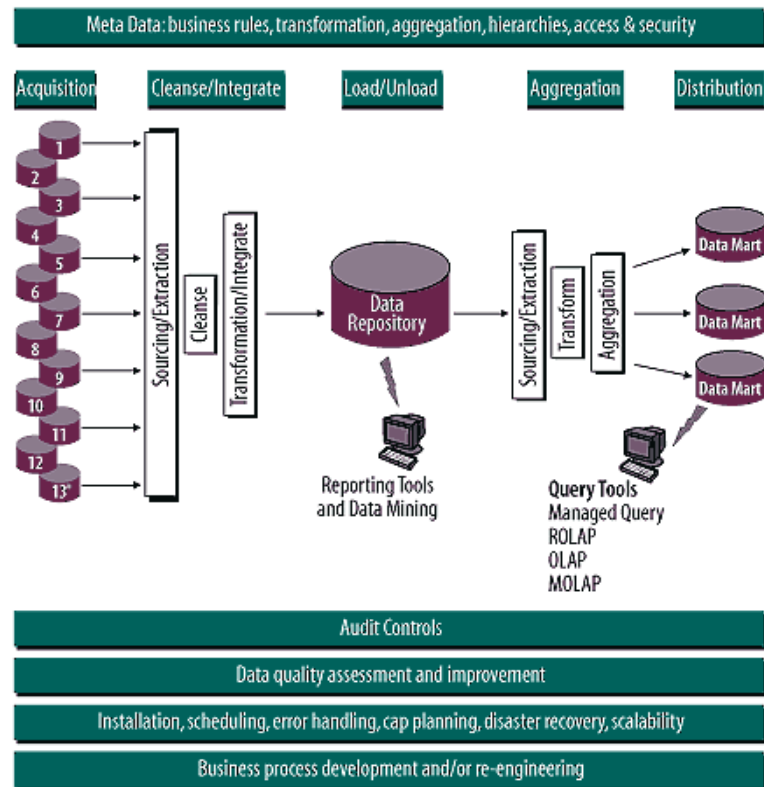 Meta Data: business rules, transformation, aggregation, hierarchies, access & security
Acquisition
Cleanse/Integrate
Load/Unload
Aggregation
Distribution
1
2
3
4
5
6
7
8
9
10
11
12
13*
Sourcing/Extraction
Cleanse
Transformation/Integrate
Data
Repository
Reporting Tools
and Data Mining
Sourcing/Extraction
Transform
Aggregation
Data Mart
Data Mart
Data Mart
Query Tools
Managed Query
ROLAP
OLAP
MOLAP
Audit Controls
Data quality assessment and improvement
Installation, scheduling, error handling, cap planning, disaster recovery, scalability
Business process development and/or re-engineering